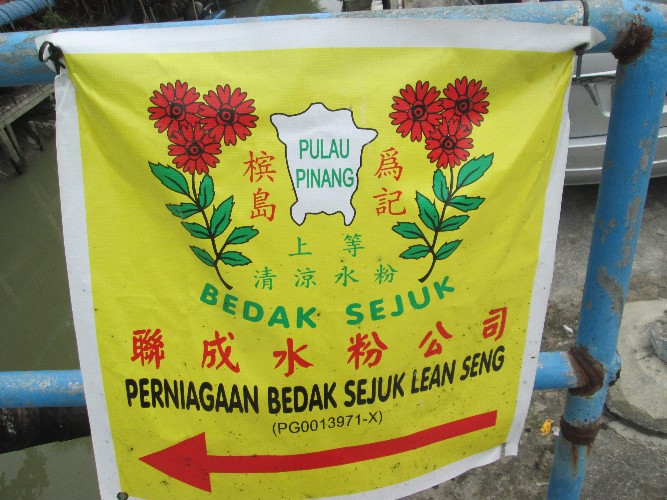 PULAU
PINANG
檳島
爲記
上等
清涼水粉
BEDAK SEJUK
聯成水粉公司
PERNIAGAAN BEDAK SEJUK LEAN SENG
(PG0013971-X)